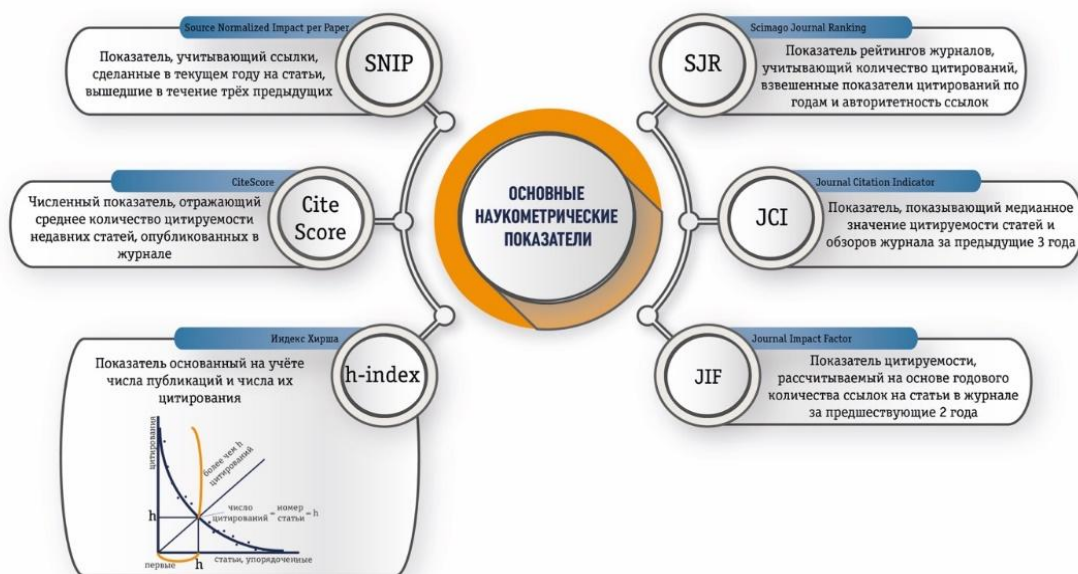 Source Normalized Impact per Paper
Показатель, учитывающий ссылки,
сделанные в текущем году на статьи,
вышедшие в течение трёх предыдущих
SNIP
CiteScore
Численный показатель, отражающий
среднее количество цитируемости
недавних статей, опубликованных в
журнале
Cite
Score
Индекс Хирша
Показатель основанный на учёте
числа публикаций и числа их
цитирования
h-index
цитирования
более чем h
цитирований
h
число
цитирований
=
номер
статьи
= h
первые
h
статьи, упорядоченные
ОСНОВНЫЕ
НАУКОМЕТРИЧЕСКИЕ
ПОКАЗАТЕЛИ
Scimago Journal Ranking
SJR
Показатель рейтингов журналов,
учитывающий количество цитирований,
взвешенные показатели цитирований по
годам и авторитетность ссылок
Journal Citation Indicator
JCI
Показатель, показывающий медианное
значение цитируемости статей и
обзоров журнала за предыдущие 3 года
Journal Impact Factor
JIF
Показатель цитируемости,
рассчитываемый на основе годового
количества ссылок на статьи в журнале
за предшествующие 2 года